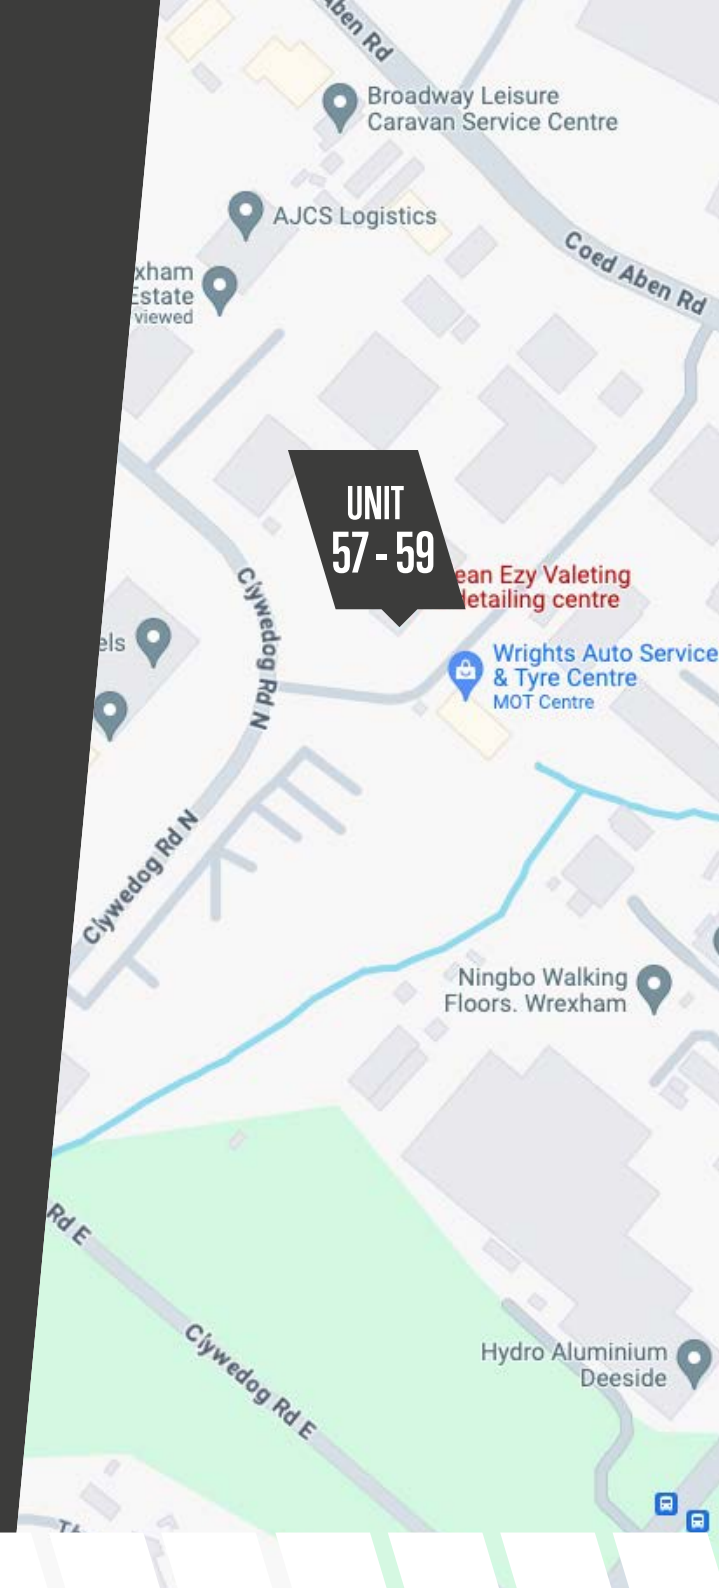 Aben Rd
Broadway Leisure
Caravan Service Centre
AJCS Logistics
Coed Aben Rd
xham
Estate
viewed
UNIT
57 - 59
ean Ezy Valeting
detailing centre
Clywedog Rd N
els
Wrights Auto Service
& Tyre Centre
MOT Centre
Clywedog Rd N
Ningbo Walking
Floors. Wrexham
Rd E
Clywedog Rd E
Hydro Aluminium
Deeside